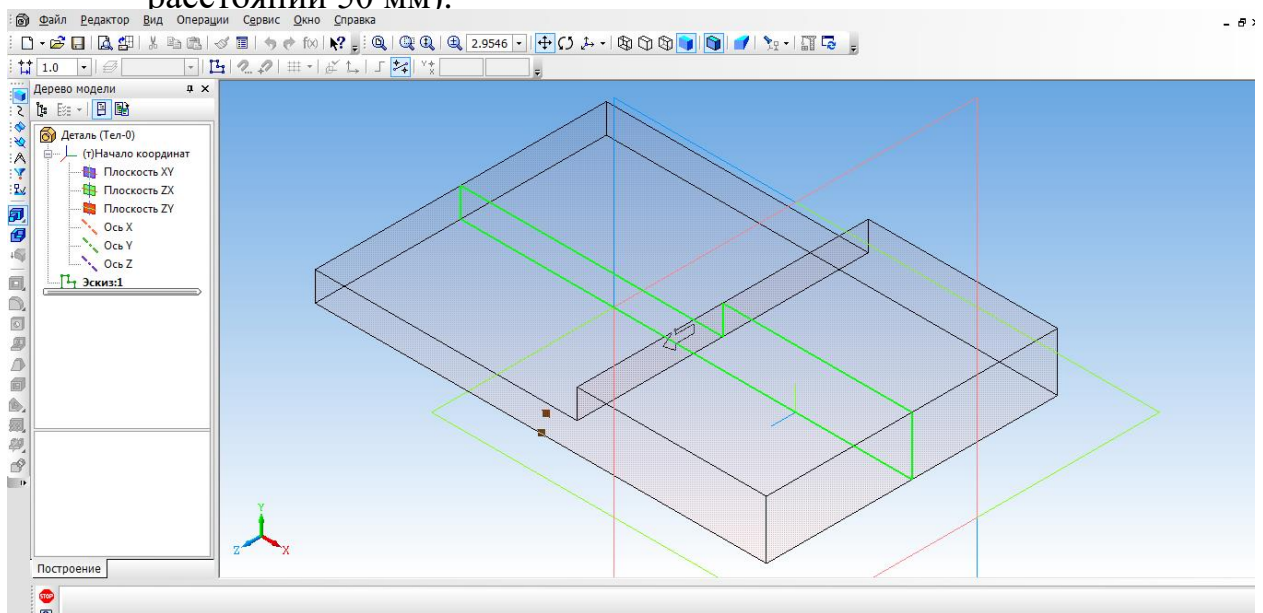 расстоянии 50 мм).
Файл Редактор Вид Операции Сервис Окно Справка
2.9546
1.0
Дерево модели
Деталь (Тел-0)
(т)Начало координат
Плоскость XY
Плоскость ZX
Плоскость ZY
Ось X
Ось Y
Ось Z
Эскиз:1
Построение
Y
Z X
STOP